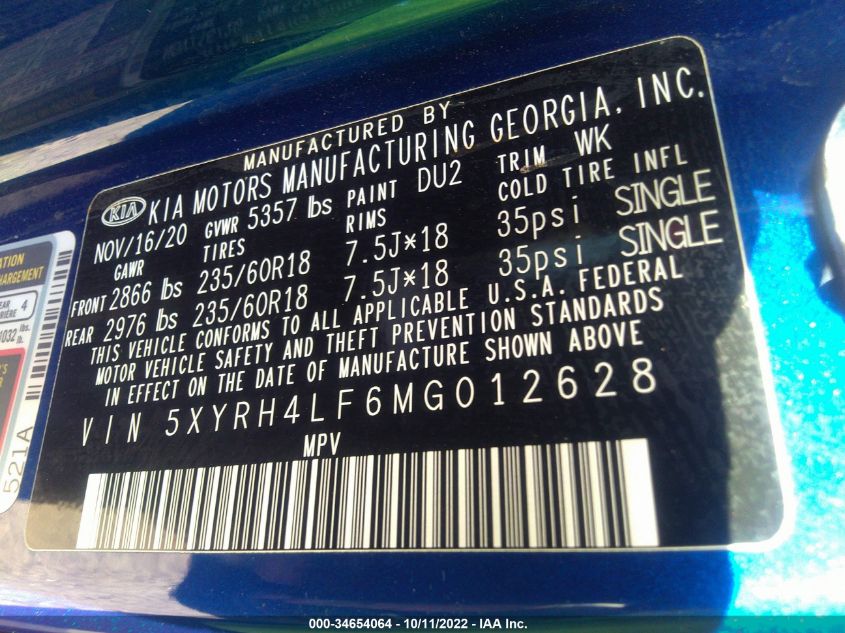 MANUFACTURED BY
KIA KIA MOTORS MANUFACTURING GEORGIA, INC.
NOV/16/20 GVWR 5357 lbs PAINT DU2 TRIM WK
GAWR TIRES RIMS COLD TIRE INFL
FRONT 2866 lbs 235/60R18 7.5J×18 35psi SINGLE
REAR 2976 lbs 235/60R18 7.5J×18 35psi SINGLE
THIS VEHICLE CONFORMS TO ALL APPLICABLE U.S.A. FEDERAL
MOTOR VEHICLE SAFETY AND THEFT PREVENTION STANDARDS
IN EFFECT ON THE DATE OF MANUFACTURE SHOWN ABOVE
VIN 5XYRH4LF6MG012628
MPV
4
lbs.
lb.
521A
000-34654064 - 10/11/2022 - IAA Inc.